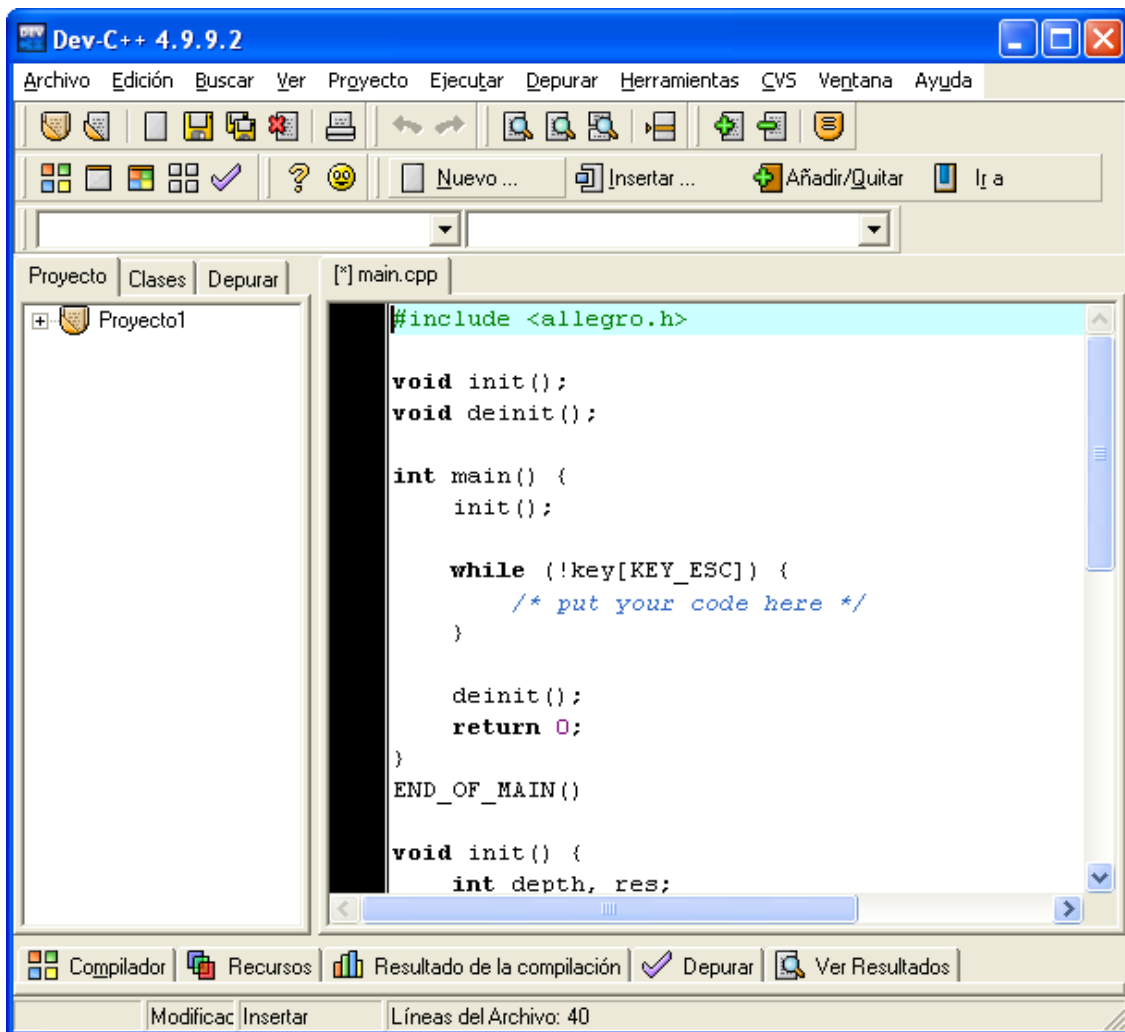 Dev-C++ 4.9.9.2
Archivo Edición Buscar Ver Proyecto Ejecutar Depurar Herramientas CVS Ventana Ayuda
Nuevo ... Insertar ... Añadir/Quitar Ir a
Proyecto Clases Depurar [*] main.cpp
Proyecto1
#include <allegro.h>
void init();
void deinit();
int main() {
init();
while (!key[KEY_ESC]) {
/* put your code here */
}
deinit();
return 0;
}
END_OF_MAIN()
void init() {
int depth, res;
Compilador Recursos Resultado de la compilación Depurar Ver Resultados
Modificac Insertar Líneas del Archivo: 40